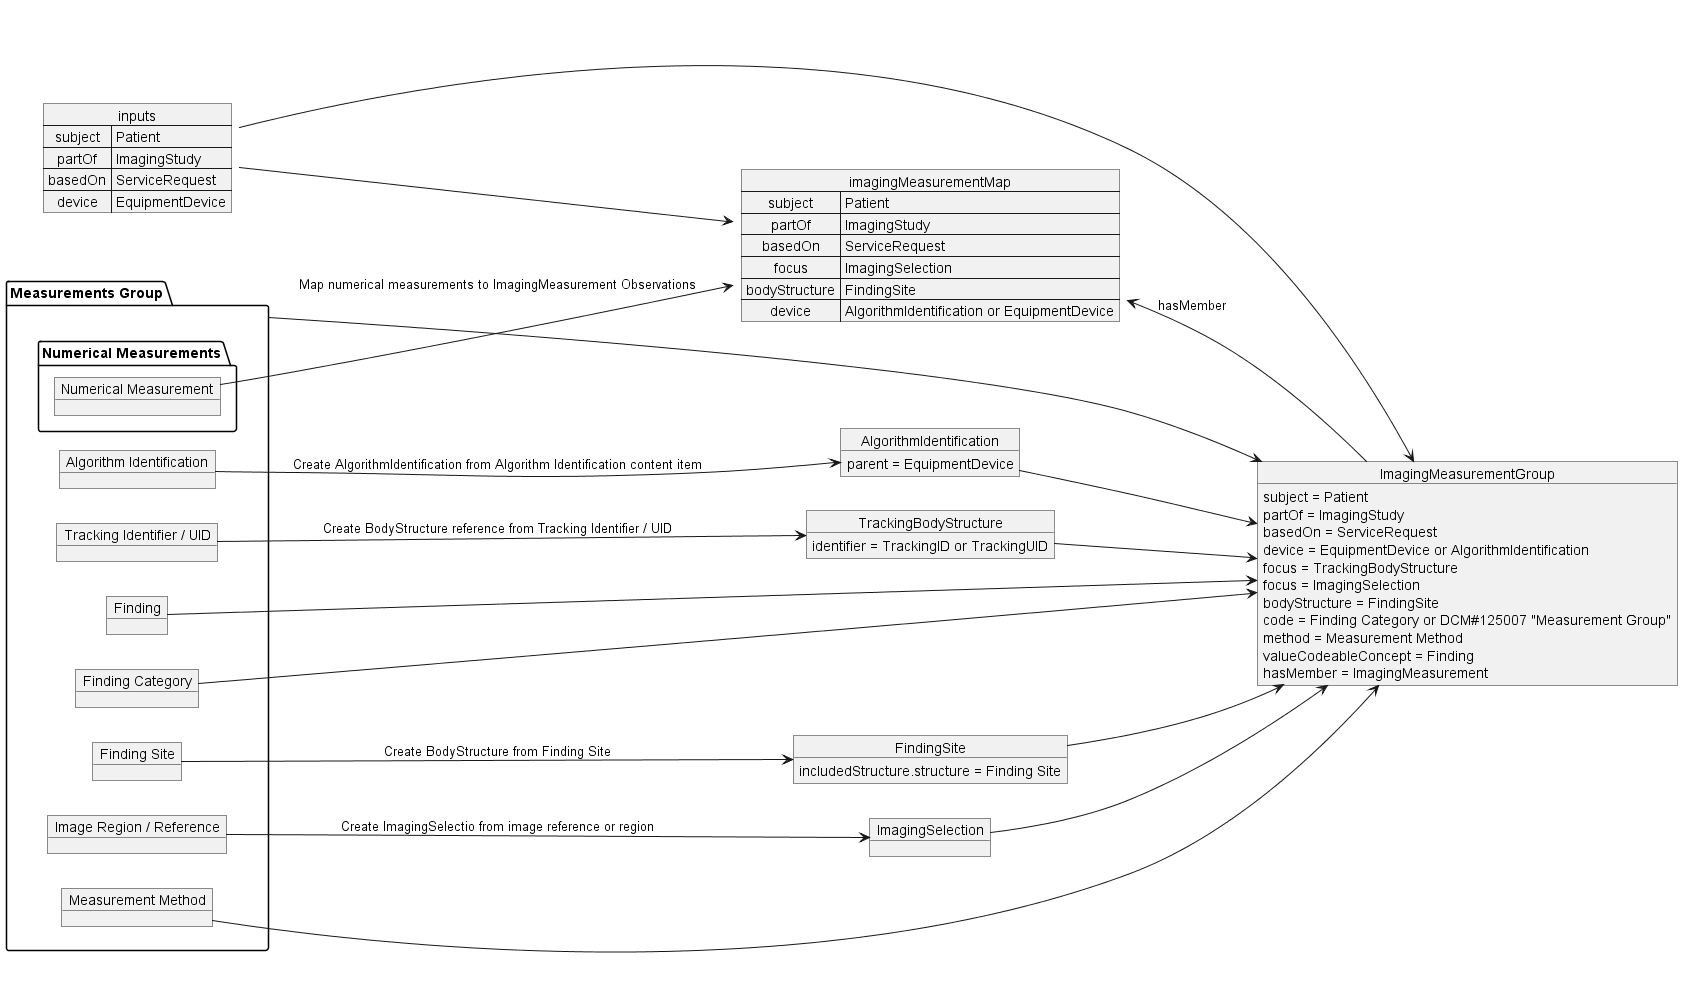 inputs
subject Patient
partOf ImagingStudy
basedOn ServiceRequest
device EquipmentDevice
imagingMeasurementMap
subject Patient
partOf ImagingStudy
basedOn ServiceRequest
focus ImagingSelection
bodyStructure FindingSite
device AlgorithmIdentification or EquipmentDevice
Map numerical measurements to ImagingMeasurement Observations
hasMember
Measurements Group
Numerical Measurements
Numerical Measurement
Algorithm Identification
Create AlgorithmIdentification from Algorithm Identification content item
AlgorithmIdentification
parent = EquipmentDevice
Tracking Identifier / UID
Create BodyStructure reference from Tracking Identifier / UID
TrackingBodyStructure
identifier = TrackingID or TrackingUID
Finding
Finding Category
Finding Site
Create BodyStructure from Finding Site
FindingSite
includedStructure.structure = Finding Site
Image Region / Reference
Create ImagingSelectio from image reference or region
ImagingSelection
Measurement Method
ImagingMeasurementGroup
subject = Patient
partOf = ImagingStudy
basedOn = ServiceRequest
device = EquipmentDevice or AlgorithmIdentification
focus = TrackingBodyStructure
focus = ImagingSelection
bodyStructure = FindingSite
code = Finding Category or DCM#125007 "Measurement Group"
method = Measurement Method
valueCodeableConcept = Finding
hasMember = ImagingMeasurement